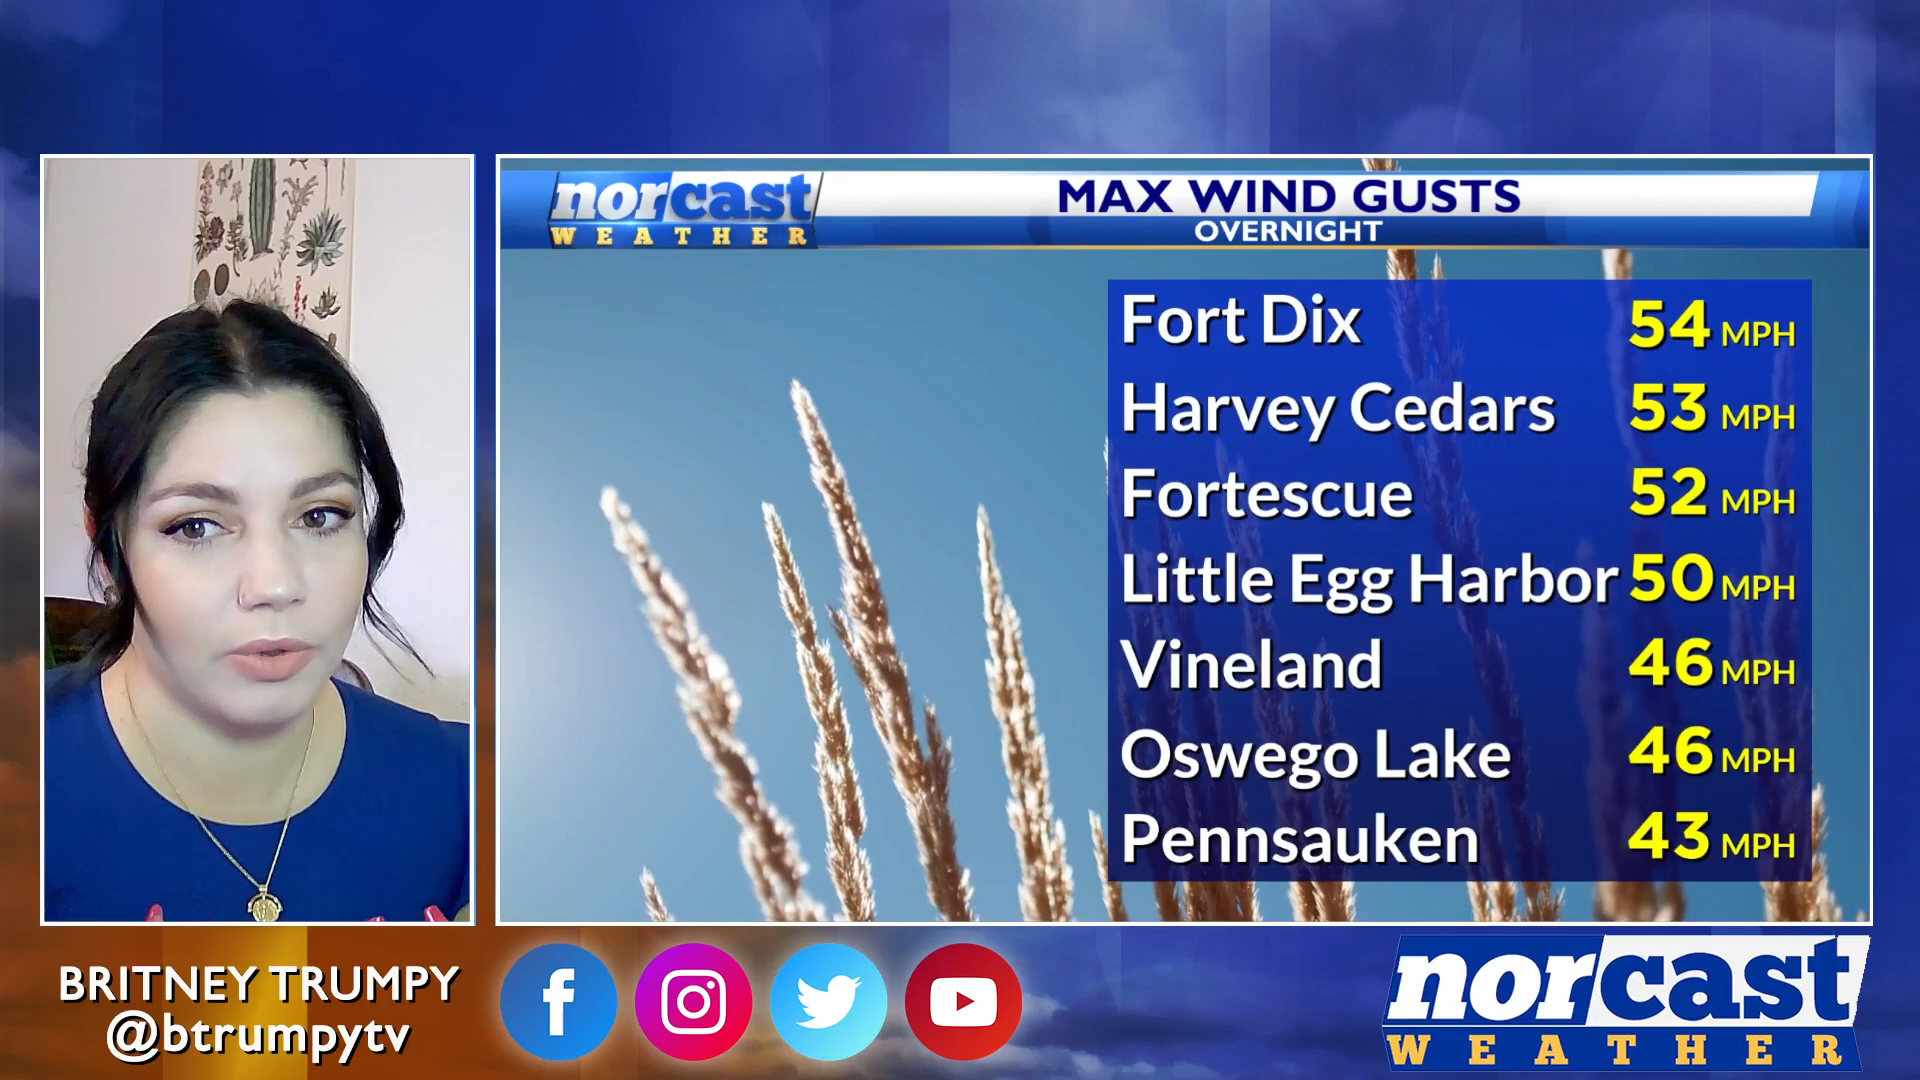 norcast
WEATHER
MAX WIND GUSTS
OVERNIGHT
Fort Dix 54 MPH
Harvey Cedars 53 MPH
Fortescue 52 MPH
Little Egg Harbor 50 MPH
Vineland 46 MPH
Oswego Lake 46 MPH
Pennsauken 43 MPH
BRITNEY TRUMPY
@btrumpytv
f
norcast
WEATHER